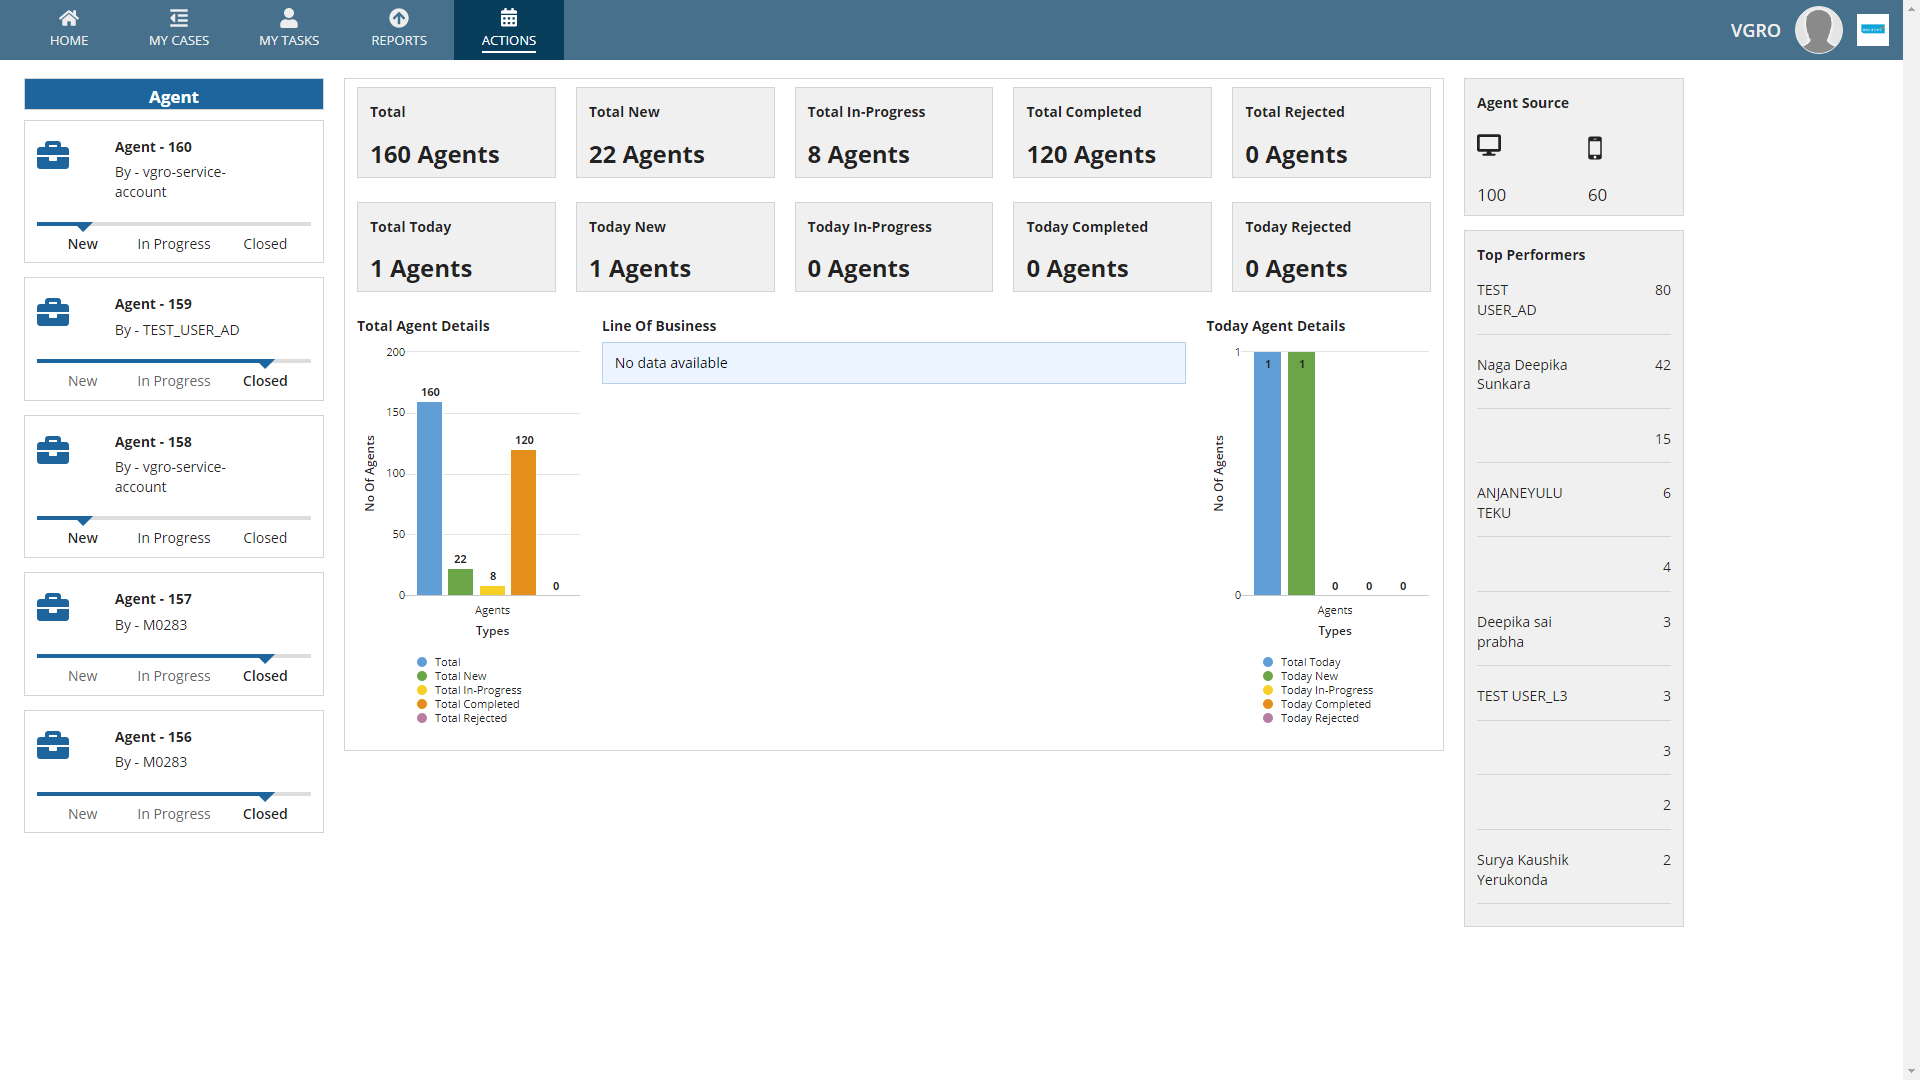 HOME
MY CASES
MY TASKS
REPORTS
ACTIONS
VGRO
Agent
Agent - 160
By - vgro-service-
account
New In Progress Closed
Agent - 159
By - TEST_USER_AD
New In Progress Closed
Agent - 158
By - vgro-service-
account
New In Progress Closed
Agent - 157
By - M0283
New In Progress Closed
Agent - 156
By - M0283
New In Progress Closed
Total
160 Agents
Total New
22 Agents
Total In-Progress
8 Agents
Total Completed
120 Agents
Total Rejected
0 Agents
Total Today
1 Agents
Today New
1 Agents
Today In-Progress
0 Agents
Today Completed
0 Agents
Today Rejected
0 Agents
Total Agent Details
200
150
100
50
0
No Of Agents
160
22
8
120
0
Agents
Types
Total
Total New
Total In-Progress
Total Completed
Total Rejected
Line Of Business
No data available
Today Agent Details
1
0
No Of Agents
1
1
0
0
0
Agents
Types
Total Today
Today New
Today In-Progress
Today Completed
Today Rejected
Agent Source
100 60
Top Performers
TEST 80
USER_AD
Naga Deepika 42
Sunkara
15
ANJANEYULU 6
TEKU
4
Deepika sai 3
prabha
TEST USER_L3 3
3
2
Surya Kaushik 2
Yerukonda